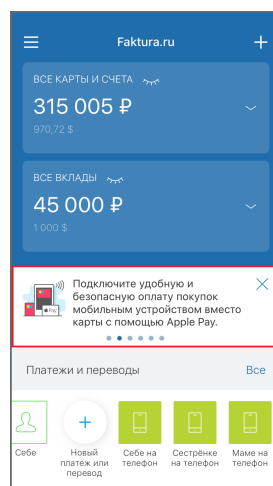 Faktura.ru
ВСЕ КАРТЫ И СЧЕТА
315 005 ₽
970,72 $
ВСЕ ВКЛАДЫ
45 000 ₽
1 000 $
Подключите удобную и
безопасную оплату покупок
мобильным устройством вместо
карты с помощью Apple Pay.
Pay
Платежи и переводы
Все
Себе
Новый
платеж или
перевод
Себе на
телефон
Сестрёнке
на телефон
Маме на
телефон